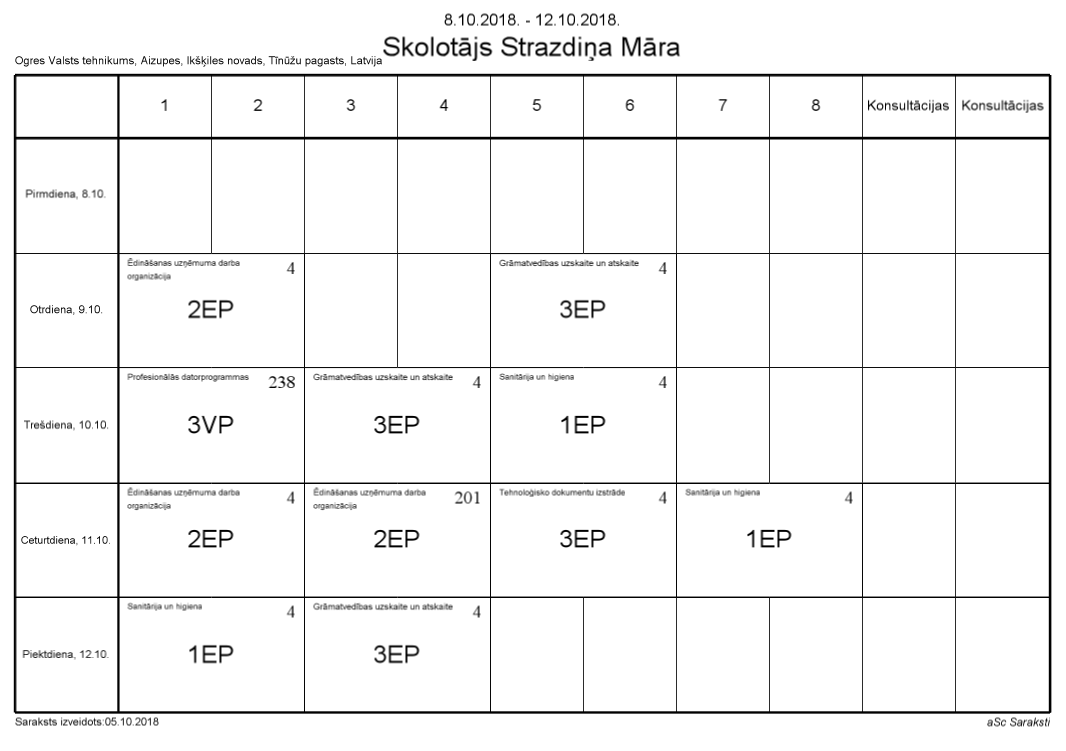 8.10.2018. - 12.10.2018.
Skolotājs Strazdiņa Māra
Ogres Valsts tehnikums, Aizupes, Ikšķiles novads, Tīnūžu pagasts, Latvija
1 2 3 4 5 6 7 8 Konsultācijas Konsultācijas
Pirmdiena, 8.10.
Otrdiena, 9.10.
Ēdināšanas uzņēmuma darba
organizācija
4
2EP
Grāmatvedības uzskaite un atskaite
4
3EP
Trešdiena, 10.10.
Profesionālās datorprogrammas
238
3VP
Grāmatvedības uzskaite un atskaite
4
3EP
Sanitārija un higiena
4
1EP
Ceturtdiena, 11.10.
Ēdināšanas uzņēmuma darba
organizācija
4
2EP
Ēdināšanas uzņēmuma darba
organizācija
201
2EP
Tehnoloģisko dokumentu izstrāde
4
3EP
Sanitārija un higiena
4
1EP
Piektdiena, 12.10.
Sanitārija un higiena
4
1EP
Grāmatvedības uzskaite un atskaite
4
3EP
Saraksts izveidots:05.10.2018
aSc Saraksti